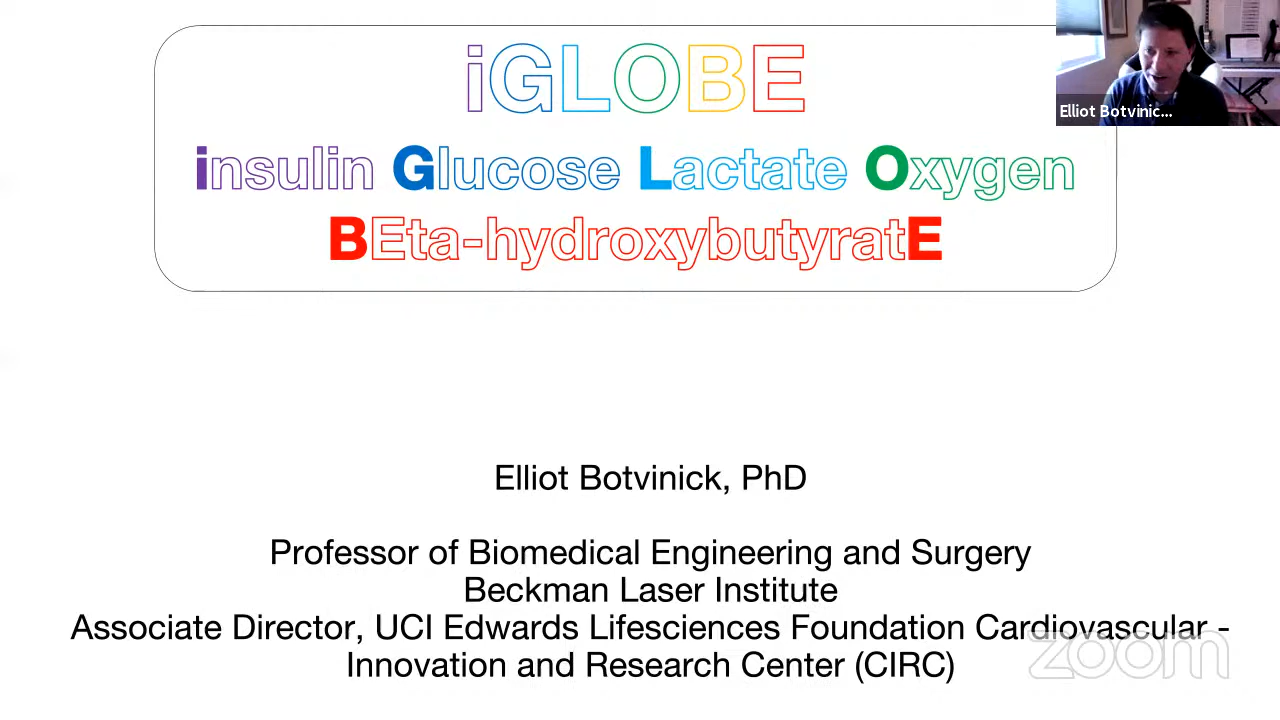 iGLOBE
insulin Glucose Lactate Oxygen
BEta-hydroxybutyratE
Elliot Botvinic...
Elliot Botvinick, PhD
Professor of Biomedical Engineering and Surgery
Beckman Laser Institute
Associate Director, UCI Edwards Lifesciences Foundation Cardiovascular -
Innovation and Research Center (CIRC)
zoom